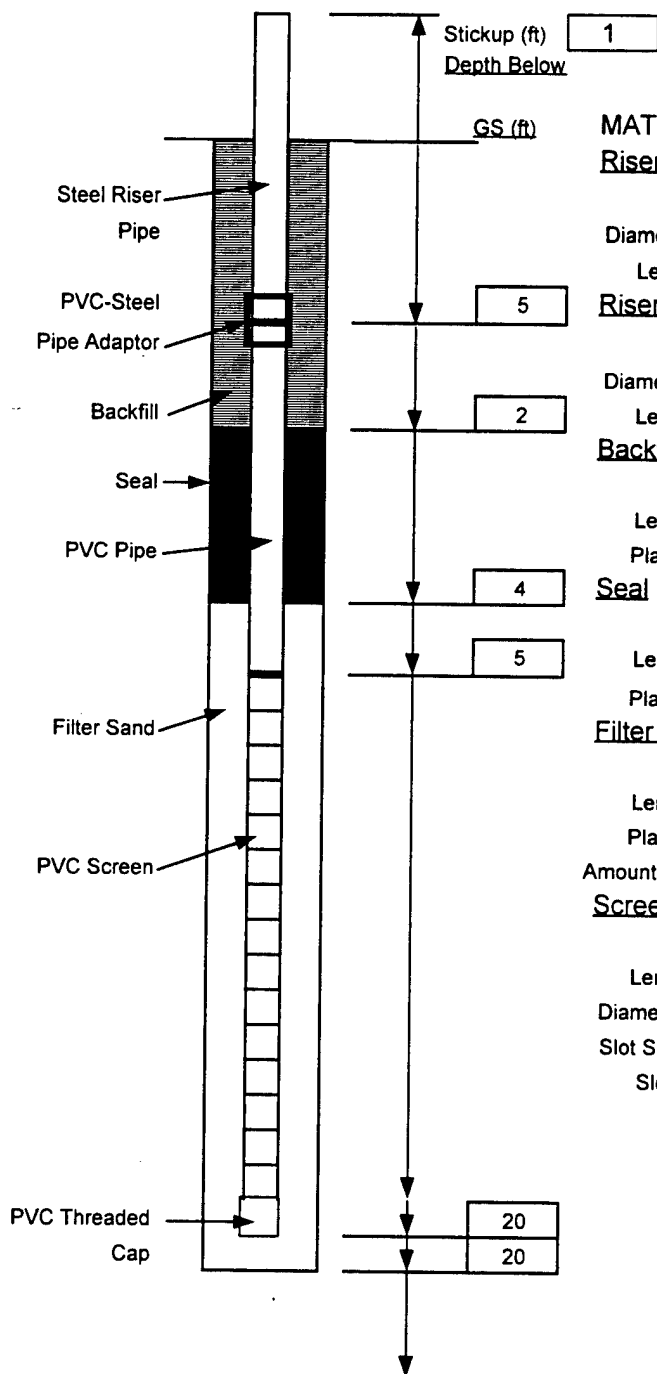 Stickup (ft) 1
Depth Below
GS (ft)
MAT
Riser
Steel Riser
Pipe
Diame
Le
PVC-Steel
5
Riser
Pipe Adaptor
Diame
Backfill
2
Le
Back
Seal
Le
PVC Pipe
Pla
4
Seal
5
Le
Pla
Filter Sand
Filter
Le
Pla
PVC Screen
Amount
Scree
Le
Diame
Slot S
Sl
PVC Threaded
20
Cap
20